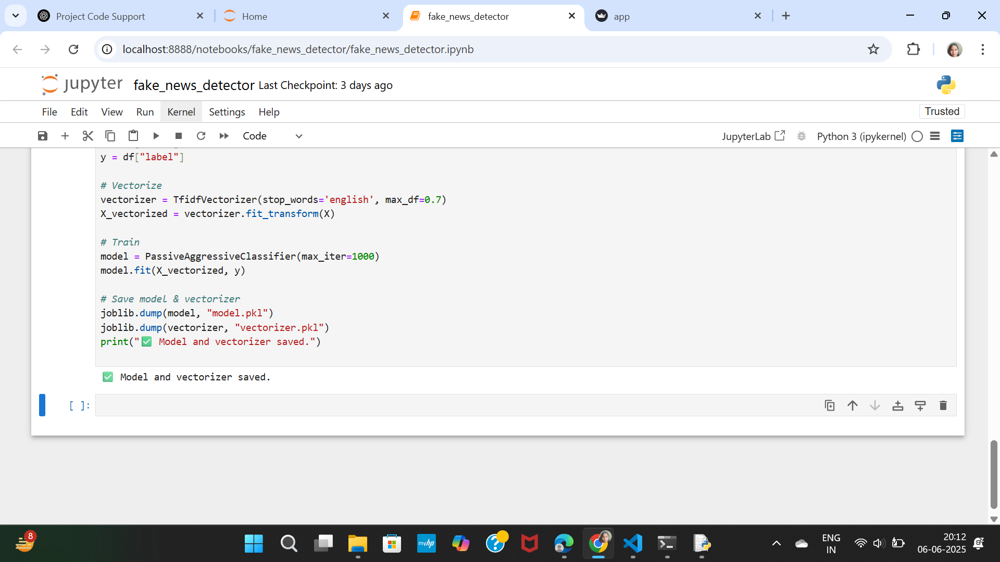 Project Code Support
Home
fake_news_detector
app
localhost:8888/notebooks/fake_news_detector/fake_news_detector.ipynb
jupyter fake_news_detector Last Checkpoint: 3 days ago
File Edit View Run Kernel Settings Help
Trusted
Code
JupyterLab
Python 3 (ipykernel)
y = df["label"]
# Vectorize
vectorizer = TfidfVectorizer(stop_words='english', max_df=0.7)
X_vectorized = vectorizer.fit_transform(X)
# Train
model = PassiveAggressiveClassifier(max_iter=1000)
model.fit(X_vectorized, y)
# Save model & vectorizer
joblib.dump(model, "model.pkl")
joblib.dump(vectorizer, "vectorizer.pkl")
print("✅ Model and vectorizer saved.")
✅ Model and vectorizer saved.
[ ]:
8
myhp
ENG
IN
20:12
06-06-2025